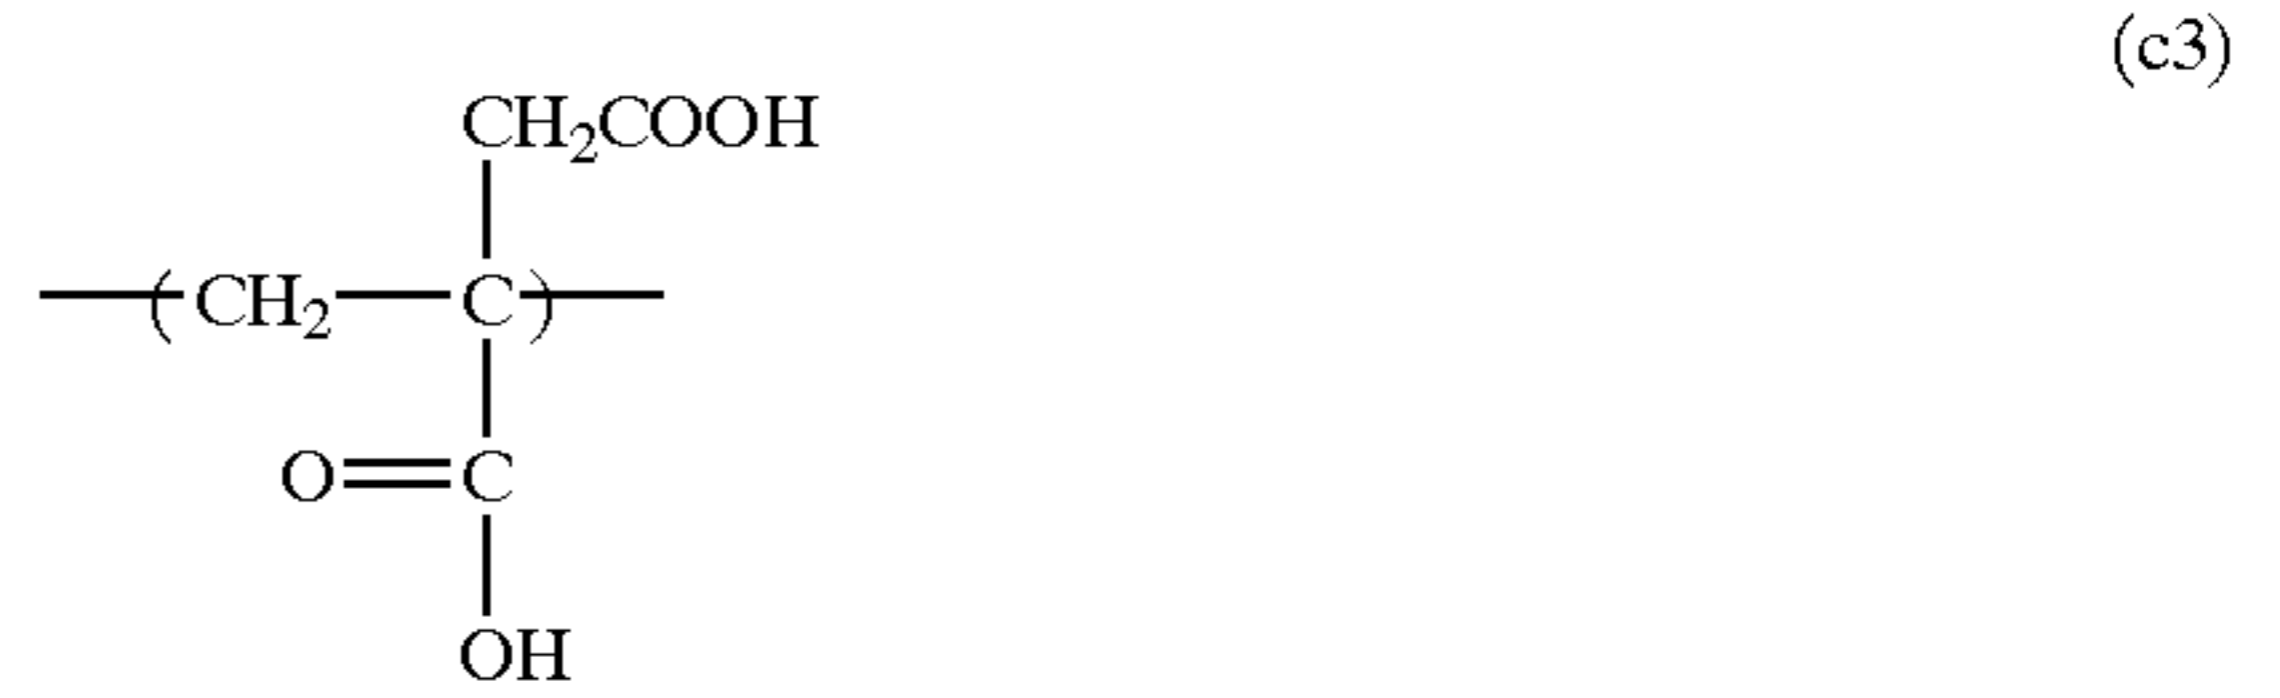 (c3)
CH₂COOH
( CH₂ C )
O C
OH